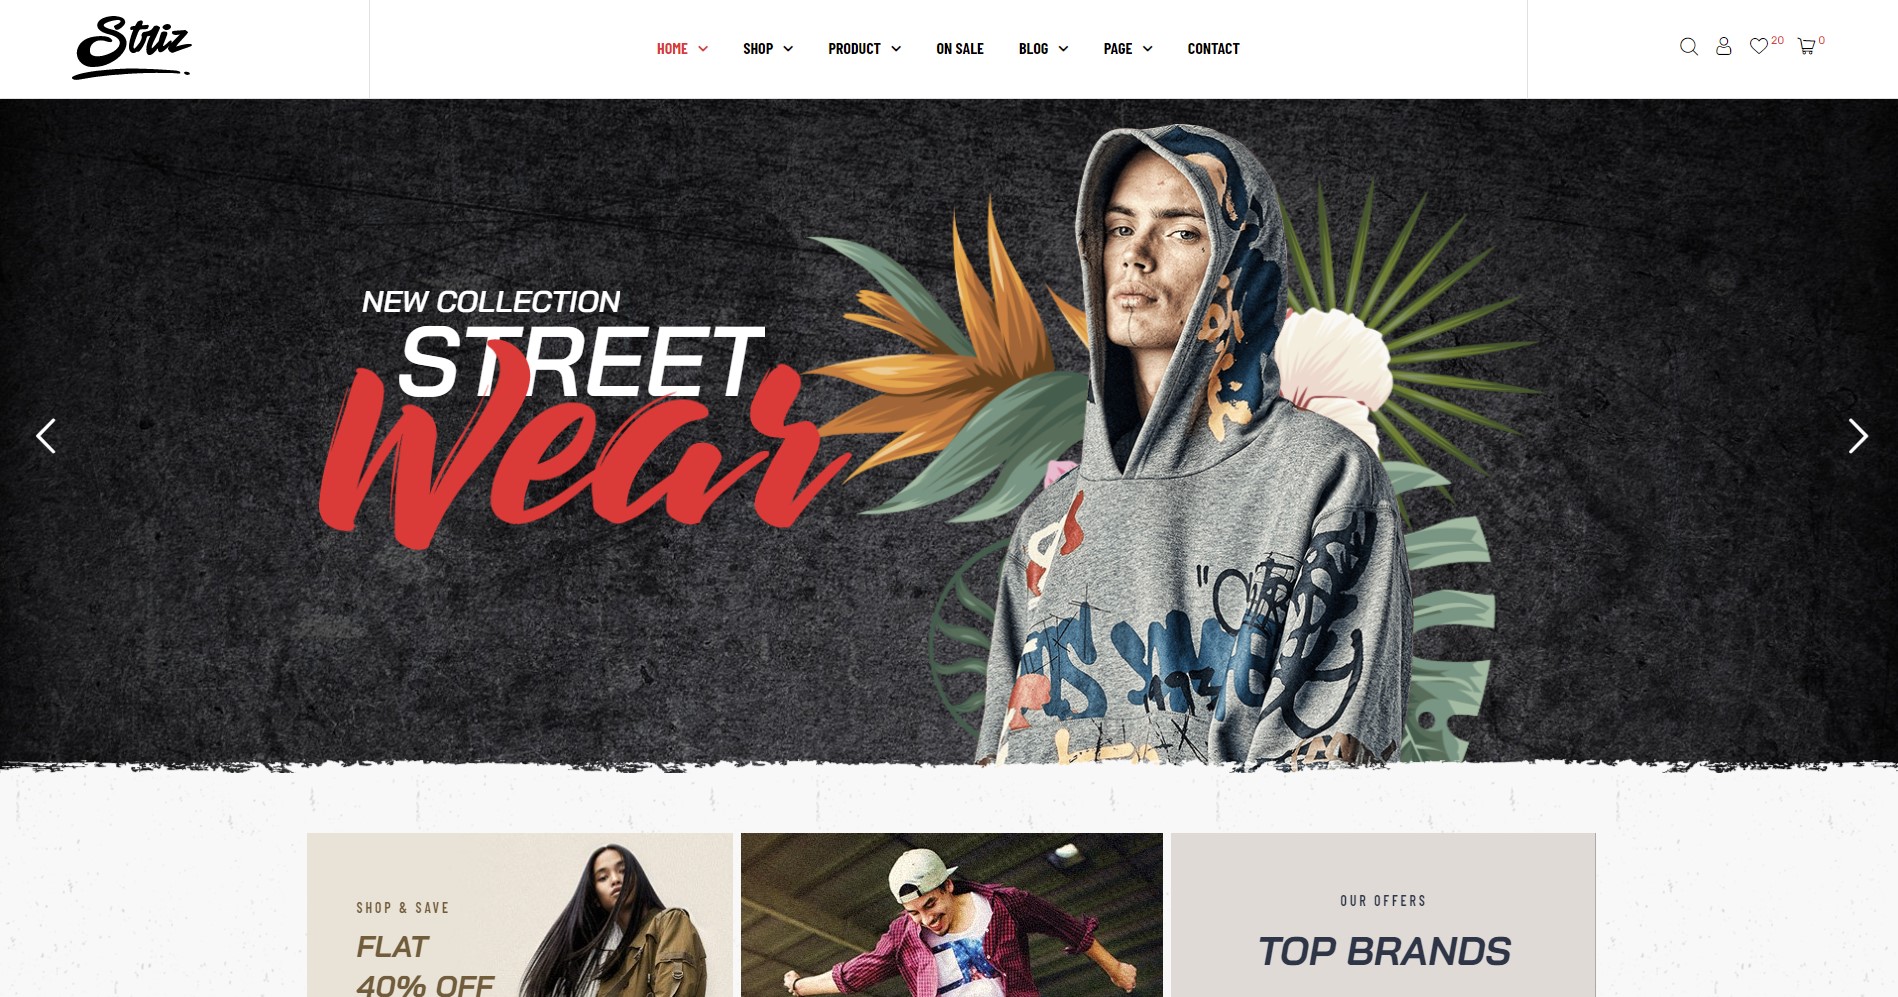 Striz
HOME
SHOP
PRODUCT
ON SALE
BLOG
PAGE
CONTACT
20
0
NEW COLLECTION
STREET
Wear
SHOP & SAVE
FLAT
40% OFF
OUR OFFERS
TOP BRANDS